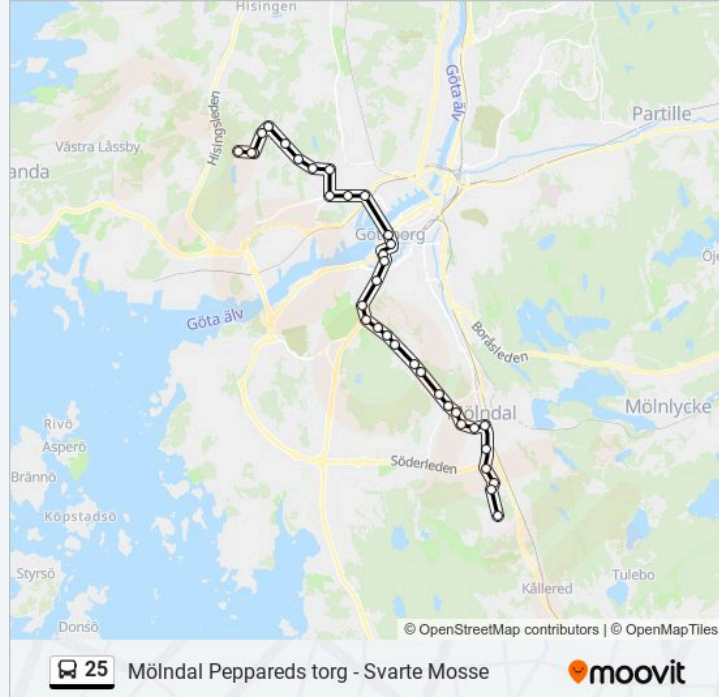 Hisingen
Göta älv
Partille
Hisingsleden
Västra Låssby
anda
Göteborg
Öje
Göta älv
Boråsleden
Mölndal
Mölnlycke
Rivö
Asperö
Söderleden
Brännö
Köpstadsö
Styrsö
Tulebo
Kållered
Donsö
© OpenStreetMap contributors | © OpenMapTiles
25 Mölndal Peppareds torg - Svarte Mosse
moovit